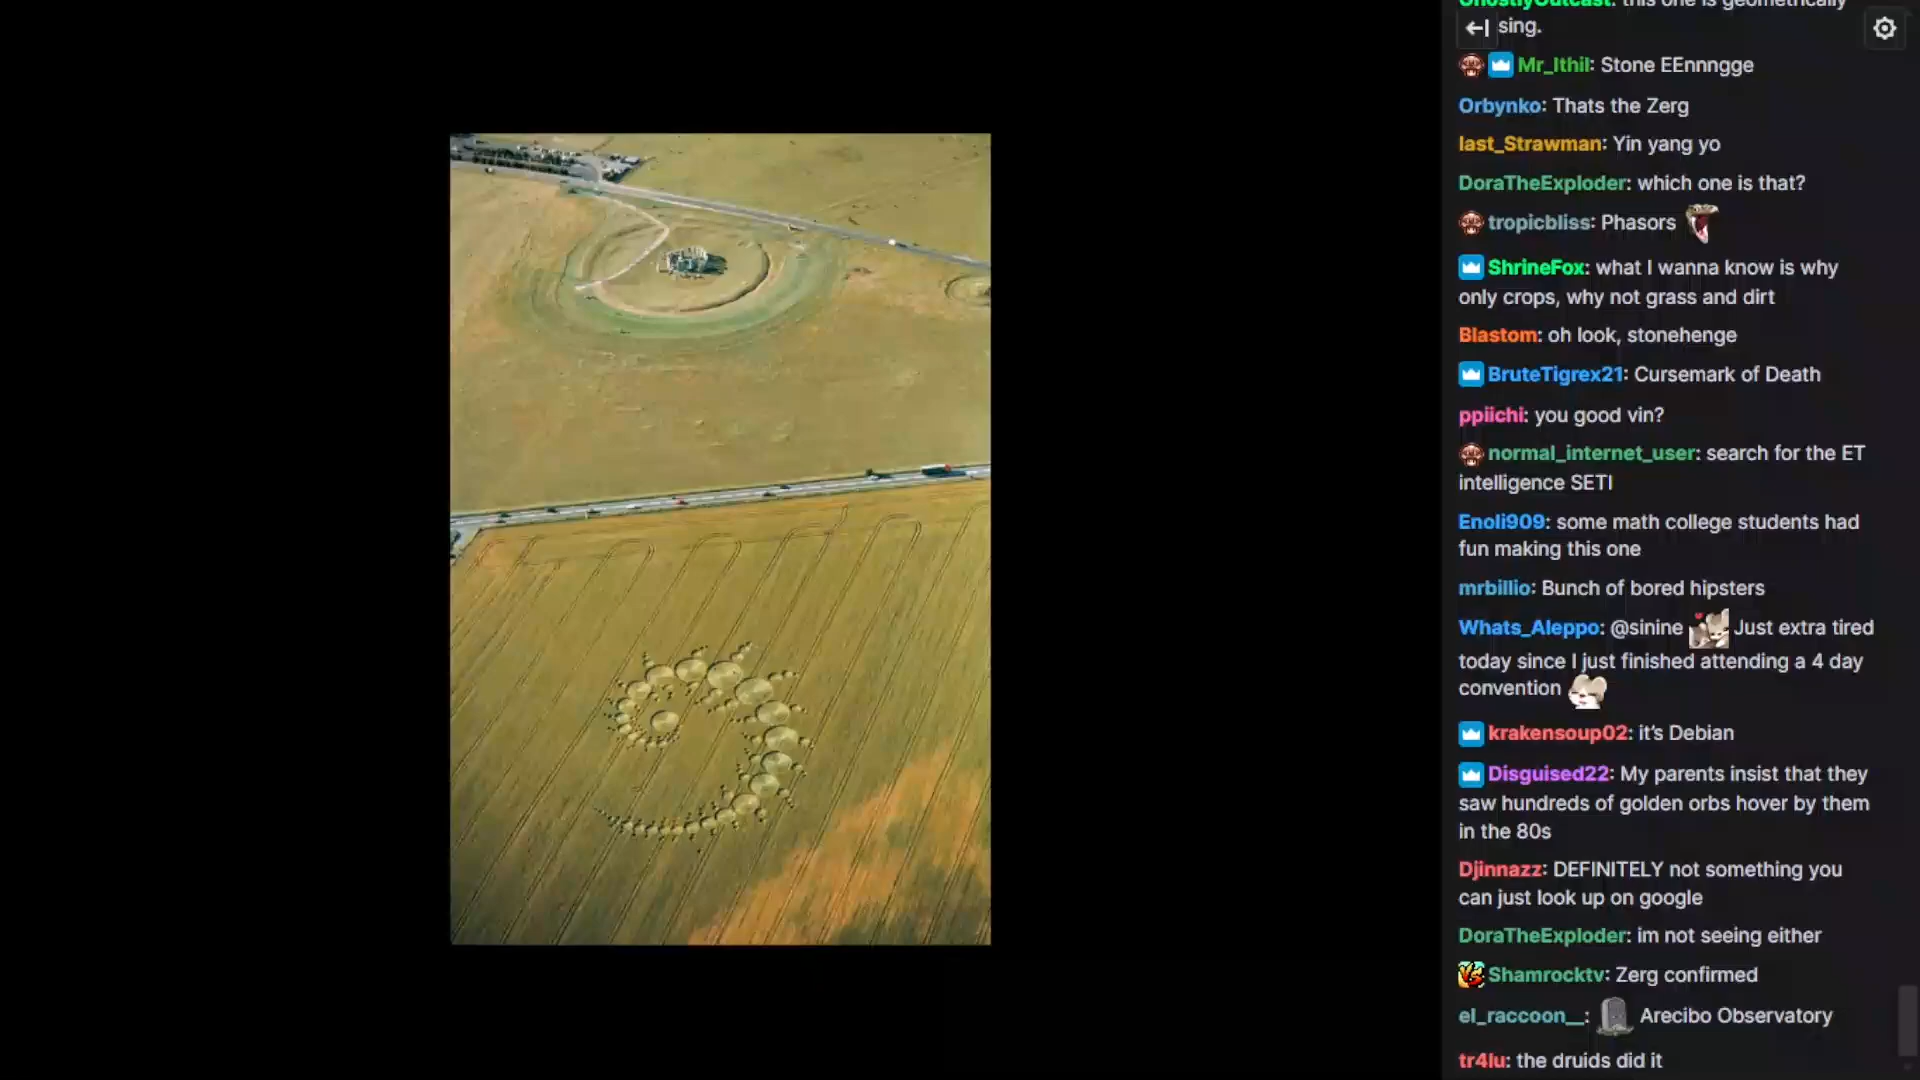 GhostlyOutcast: this one is geometrically
sing.
Mr_Ithil: Stone EEnnngge
Orbynko: Thats the Zerg
last_Strawman: Yin yang yo
DoraTheExploder: which one is that?
tropicbliss: Phasors
ShrineFox: what I wanna know is why
only crops, why not grass and dirt
Blastom: oh look, stonehenge
BruteTigrex21: Cursemark of Death
ppiichi: you good vin?
normal_internet_user: search for the ET
intelligence SETI
Enoli909: some math college students had
fun making this one
mrbillio: Bunch of bored hipsters
Whats_Aleppo: @sinine Just extra tired
today since I just finished attending a 4 day
convention
krakensoup02: it's Debian
Disguised22: My parents insist that they
saw hundreds of golden orbs hover by them
in the 80s
Djinnazz: DEFINITELY not something you
can just look up on google
DoraTheExploder: im not seeing either
Shamrocktv: Zerg confirmed
el_raccoon__: Arecibo Observatory
tr4lu: the druids did it